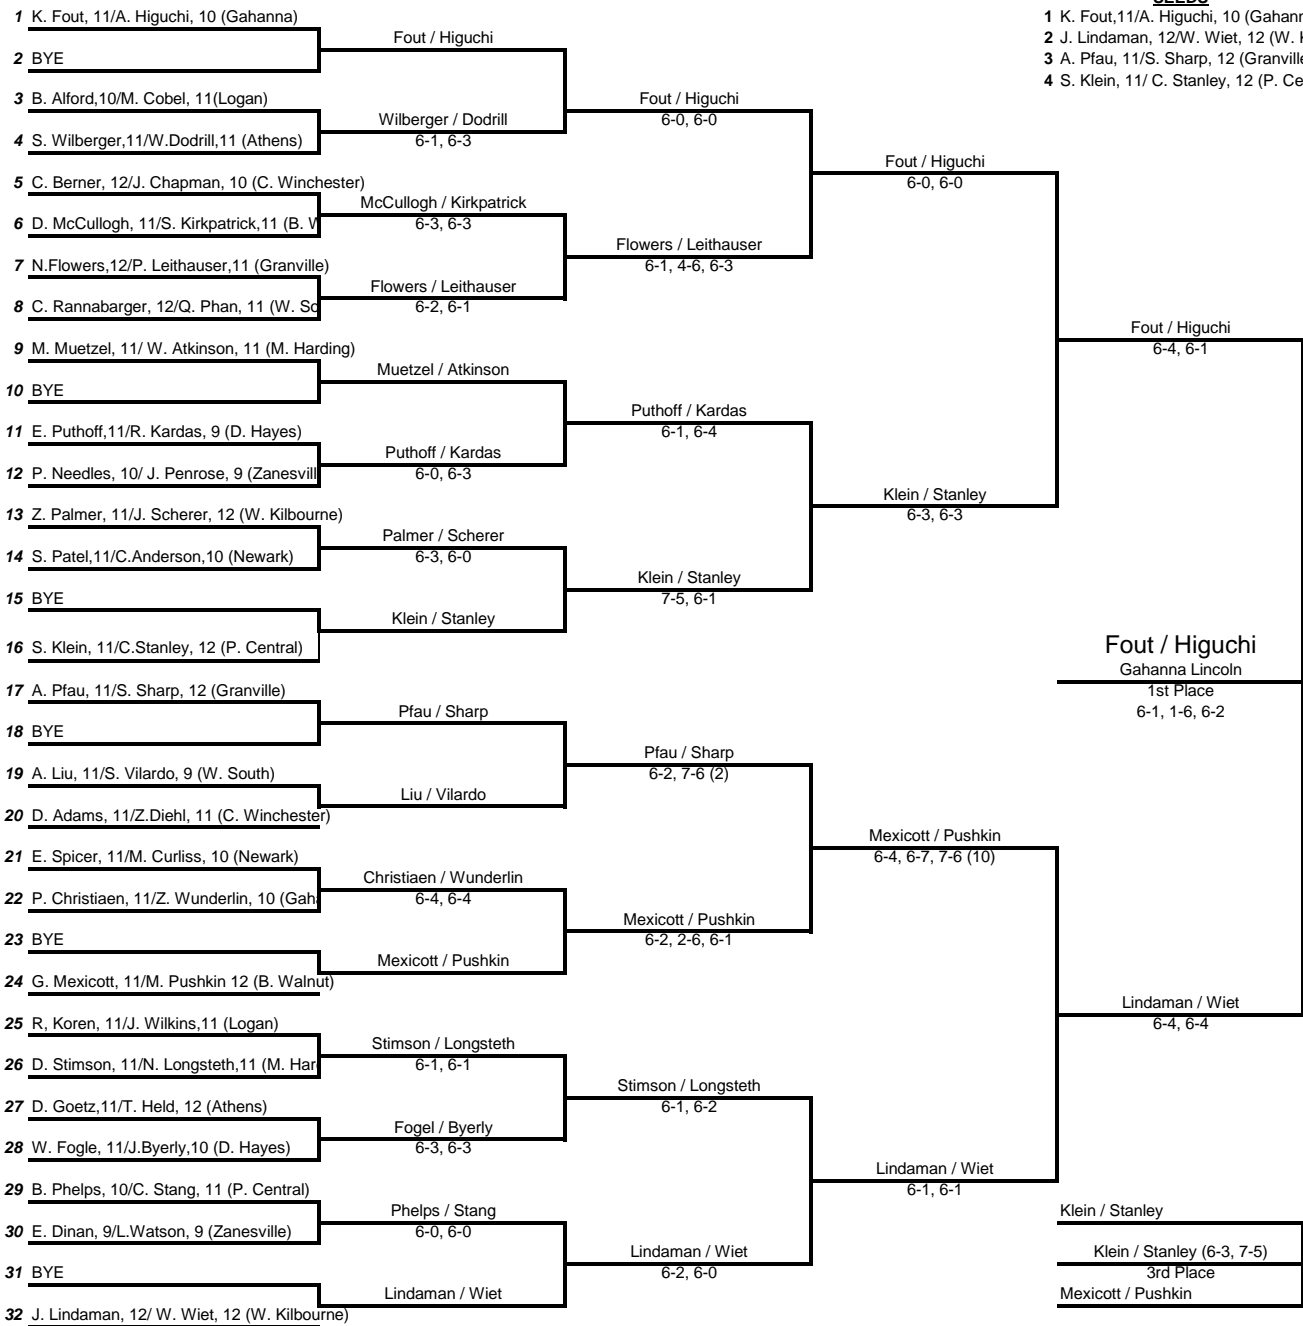 SEEDS
1 K. Fout,11/A. Higuchi, 10 (Gahann
2 J. Lindaman, 12/W. Wiet, 12 (W. K
3 A. Pfau, 11/S. Sharp, 12 (Granville
4 S. Klein, 11/ C. Stanley, 12 (P. Ce
1 K. Fout, 11/A. Higuchi, 10 (Gahanna)
2 BYE
3 B. Alford,10/M. Cobel, 11(Logan)
4 S. Wilberger,11/W.Dodrill,11 (Athens)
5 C. Berner, 12/J. Chapman, 10 (C. Winchester)
6 D. McCullogh, 11/S. Kirkpatrick,11 (B. W
7 N.Flowers,12/P. Leithauser,11 (Granville)
8 C. Rannabarger, 12/Q. Phan, 11 (W. So
9 M. Muetzel, 11/ W. Atkinson, 11 (M. Harding)
10 BYE
11 E. Puthoff,11/R. Kardas, 9 (D. Hayes)
12 P. Needles, 10/ J. Penrose, 9 (Zanesvill
13 Z. Palmer, 11/J. Scherer, 12 (W. Kilbourne)
14 S. Patel,11/C.Anderson,10 (Newark)
15 BYE
16 S. Klein, 11/C.Stanley, 12 (P. Central)
17 A. Pfau, 11/S. Sharp, 12 (Granville)
18 BYE
19 A. Liu, 11/S. Vilardo, 9 (W. South)
20 D. Adams, 11/Z.Diehl, 11 (C. Winchester)
21 E. Spicer, 11/M. Curliss, 10 (Newark)
22 P. Christiaen, 11/Z. Wunderlin, 10 (Gaha
23 BYE
24 G. Mexicott, 11/M. Pushkin 12 (B. Walnut)
25 R, Koren, 11/J. Wilkins,11 (Logan)
26 D. Stimson, 11/N. Longsteth,11 (M. Har
27 D. Goetz,11/T. Held, 12 (Athens)
28 W. Fogle, 11/J.Byerly,10 (D. Hayes)
29 B. Phelps, 10/C. Stang, 11 (P. Central)
30 E. Dinan, 9/L.Watson, 9 (Zanesville)
31 BYE
32 J. Lindaman, 12/ W. Wiet, 12 (W. Kilbourne)
Fout / Higuchi
Wilberger / Dodrill
6-1, 6-3
McCullogh / Kirkpatrick
6-3, 6-3
Flowers / Leithauser
6-2, 6-1
Muetzel / Atkinson
Puthoff / Kardas
6-0, 6-3
Palmer / Scherer
6-3, 6-0
Klein / Stanley
Pfau / Sharp
Liu / Vilardo
Christiaen / Wunderlin
6-4, 6-4
Mexicott / Pushkin
Stimson / Longsteth
6-1, 6-1
Fogel / Byerly
6-3, 6-3
Phelps / Stang
6-0, 6-0
Lindaman / Wiet
Fout / Higuchi
6-0, 6-0
Flowers / Leithauser
6-1, 4-6, 6-3
Puthoff / Kardas
6-1, 6-4
Klein / Stanley
7-5, 6-1
Pfau / Sharp
6-2, 7-6 (2)
Mexicott / Pushkin
6-2, 2-6, 6-1
Stimson / Longsteth
6-1, 6-2
Lindaman / Wiet
6-2, 6-0
Fout / Higuchi
6-0, 6-0
Klein / Stanley
6-3, 6-3
Mexicott / Pushkin
6-4, 6-7, 7-6 (10)
Lindaman / Wiet
6-1, 6-1
Fout / Higuchi
6-4, 6-1
Lindaman / Wiet
6-4, 6-4
Fout / Higuchi
Gahanna Lincoln
1st Place
6-1, 1-6, 6-2
Klein / Stanley
Klein / Stanley (6-3, 7-5)
3rd Place
Mexicott / Pushkin